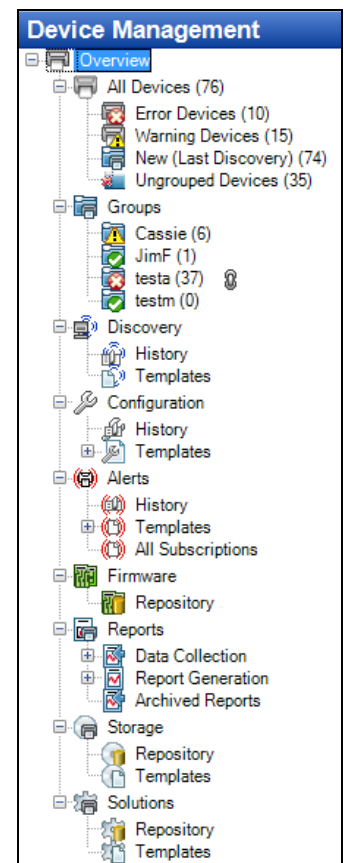 Device Management
Overview
All Devices (76)
Error Devices (10)
Warning Devices (15)
New (Last Discovery) (74)
Ungrouped Devices (35)
Groups
Cassie (6)
JimF (1)
testa (37)
testm (0)
Discovery
History
Templates
Configuration
History
Templates
Alerts
History
Templates
All Subscriptions
Firmware
Repository
Reports
Data Collection
Report Generation
Archived Reports
Storage
Repository
Templates
Solutions
Repository
Templates